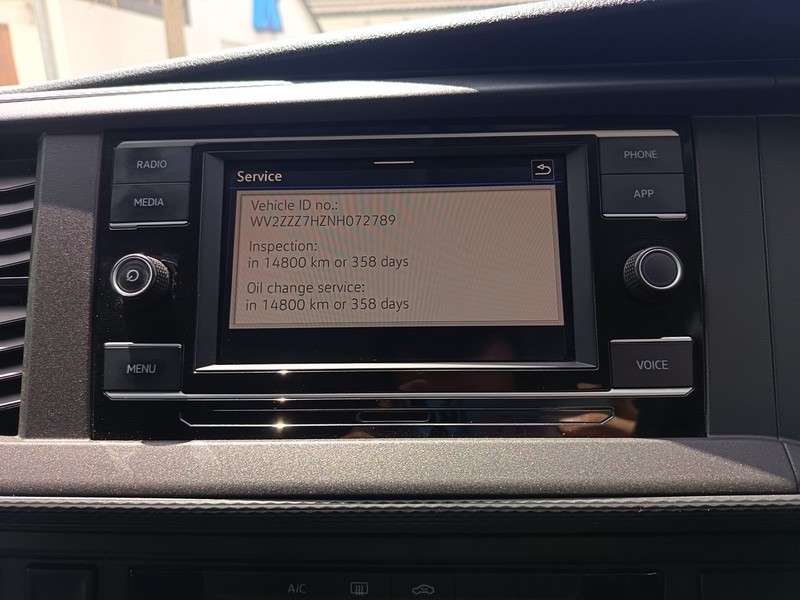 RADIO
MEDIA
MENU
Service
Vehicle ID no.:
WV2ZZZ7HZNH072789
Inspection:
in 14800 km or 358 days
Oil change service:
in 14800 km or 358 days
PHONE
APP
VOICE
A/C